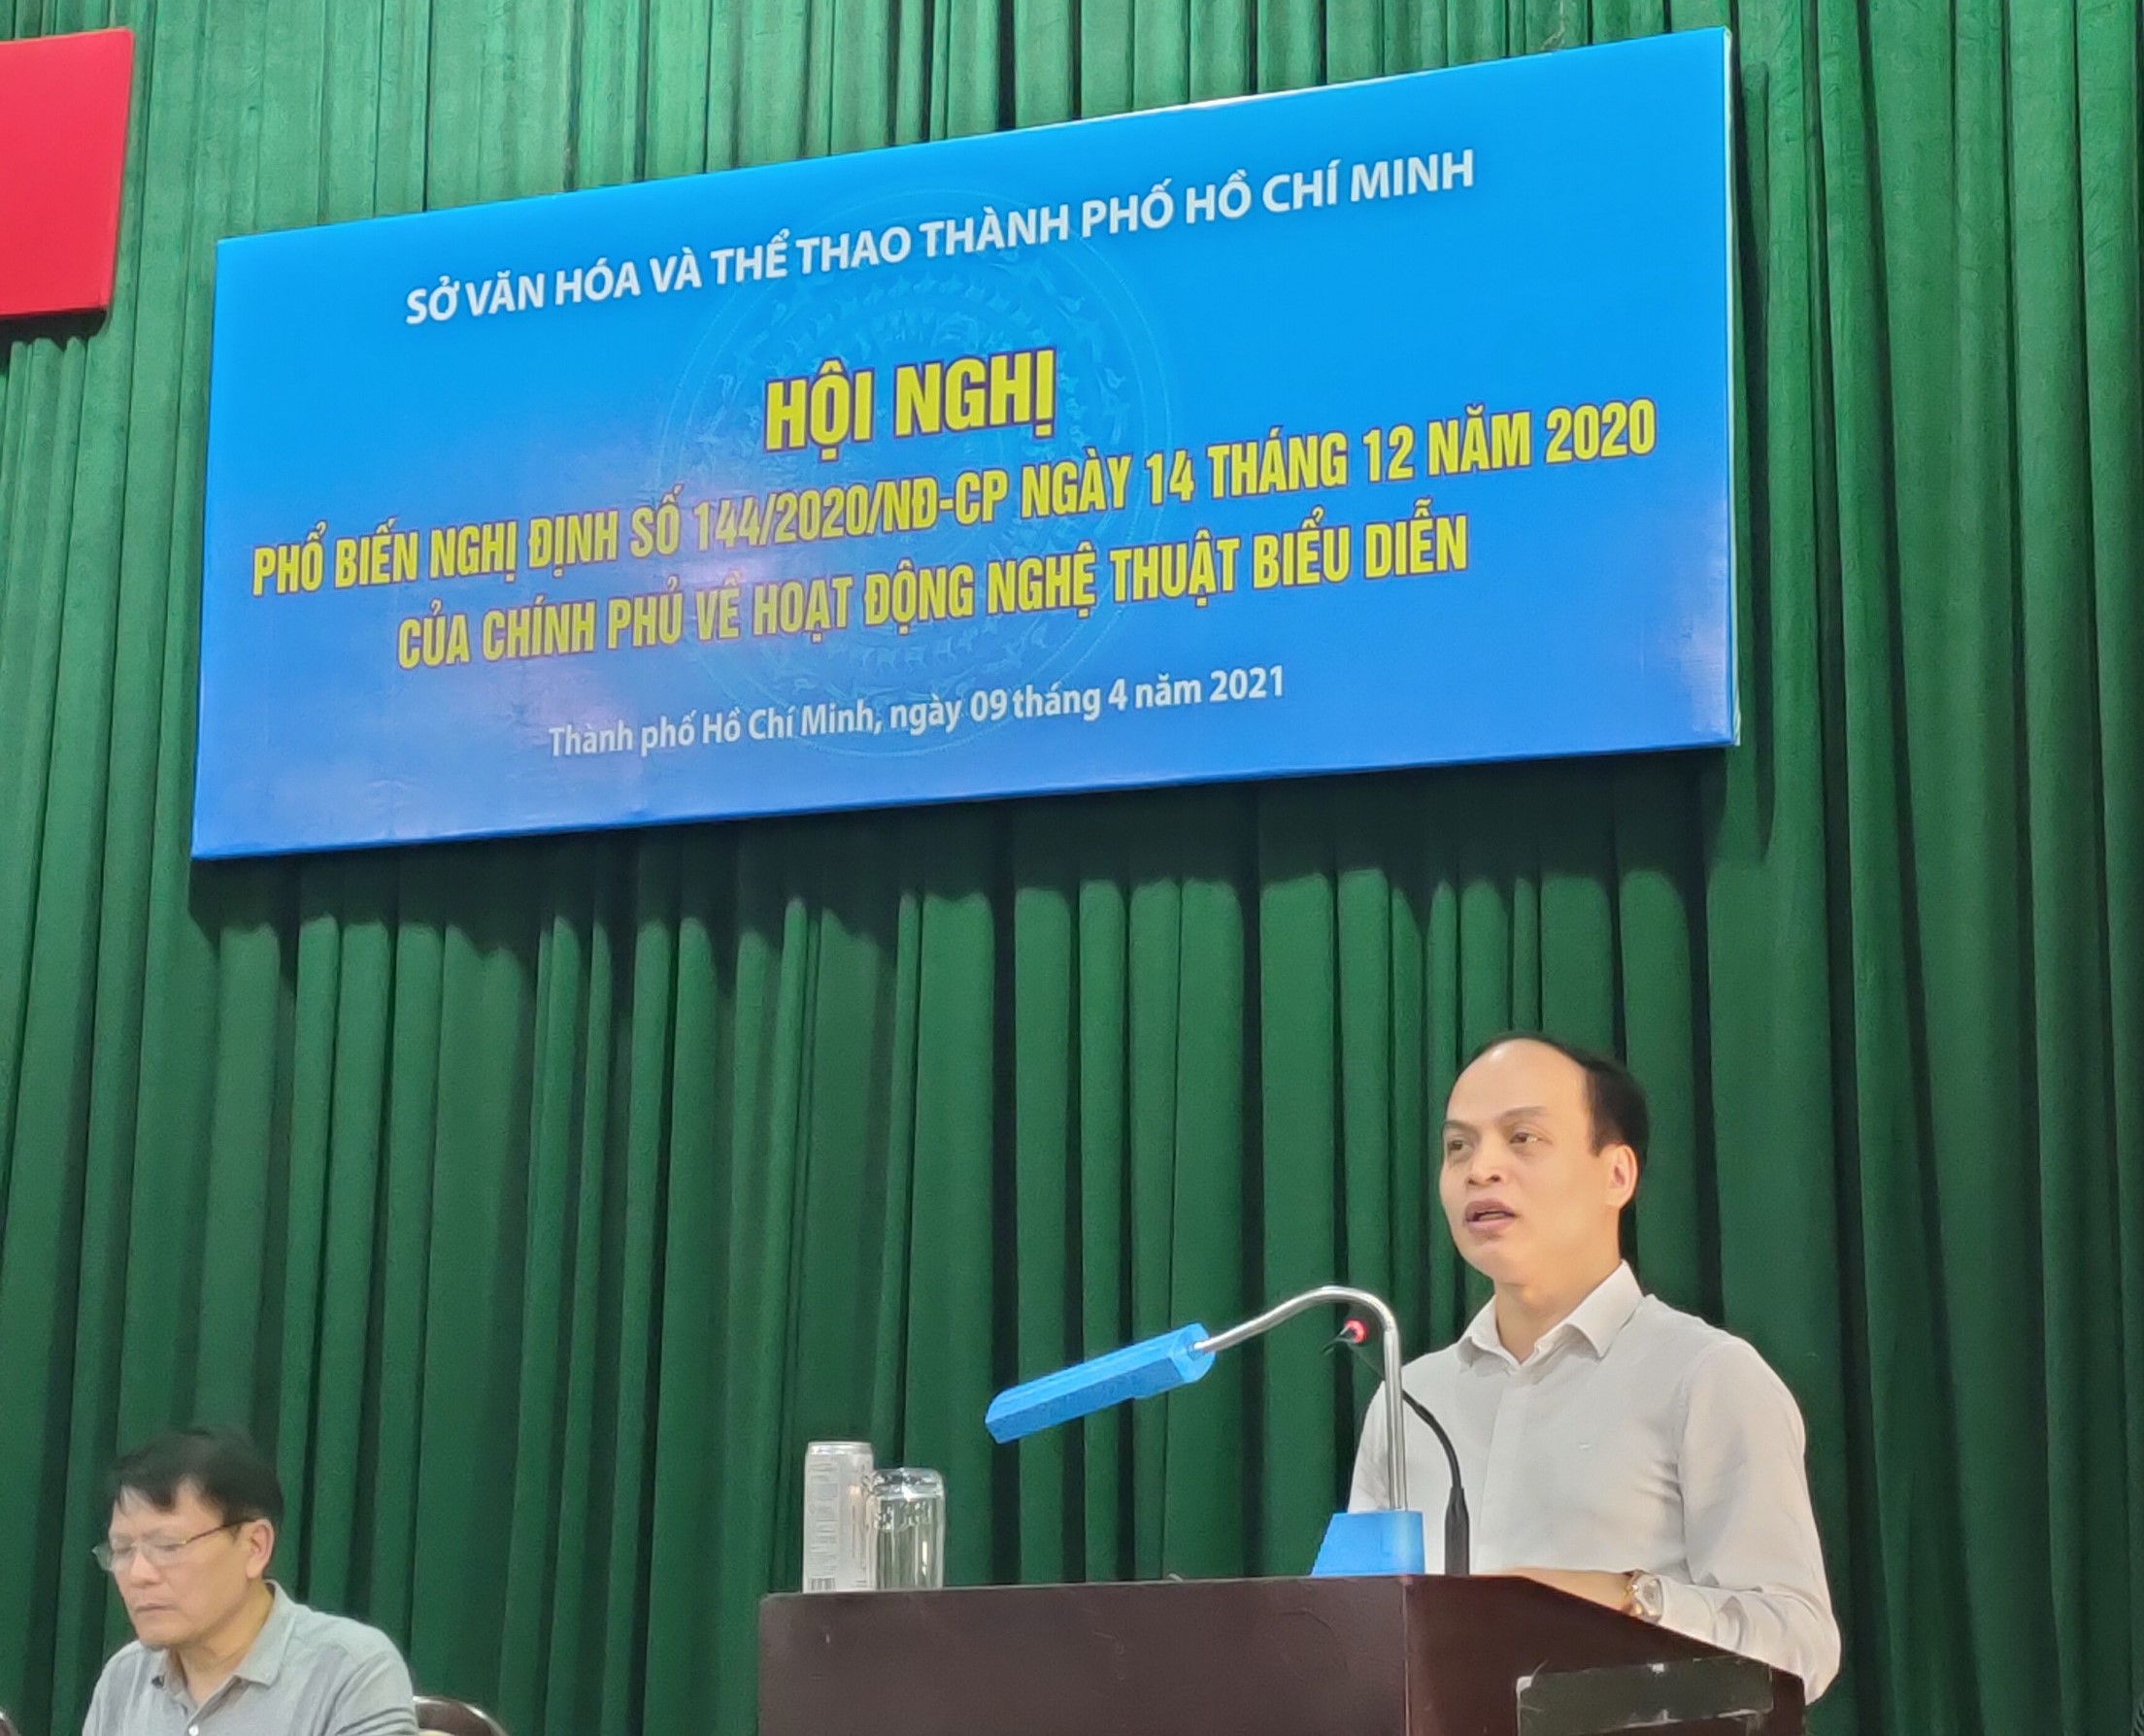 SỞ VĂN HÓA VÀ THỂ THAO THÀNH PHỐ HỒ CHÍ MINH
HỘI NGHỊ
PHỔ BIẾN NGHỊ ĐỊNH SỐ 144/2020/NĐ-CP NGÀY 14 THÁNG 12 NĂM 2020
CỦA CHÍNH PHỦ VỀ HOẠT ĐỘNG NGHỆ THUẬT BIỂU DIỄN
Thành phố Hồ Chí Minh, ngày 09 tháng 4 năm 2021